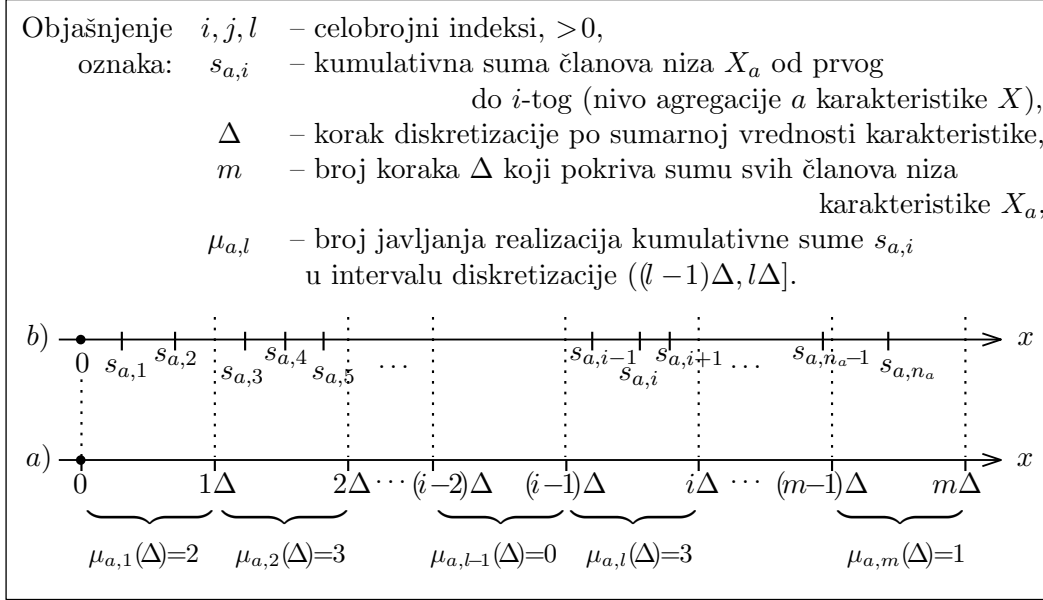 Objašnjenje i, j, l – celobrojni indeksi, >0,
oznaka: s_{a,i} – kumulativna suma članova niza X_a od prvog
do i-tog (nivo agregacije a karakteristike X),
Δ – korak diskretizacije po sumarnoj vrednosti karakteristike,
m – broj koraka Δ koji pokriva sumu svih članova niza
karakteristike X_a,
μ_{a,l} – broj javljanja realizacija kumulativne sume s_{a,i}
u intervalu diskretizacije ((l−1)Δ, lΔ].
b) 0 s_{a,1} s_{a,2} s_{a,3} s_{a,4} s_{a,5} ··· s_{a,i−1} s_{a,i} s_{a,i+1} ··· s_{a,n_a−1} s_{a,n_a} x
a) x
0 1Δ 2Δ ··· (i−2)Δ (i−1)Δ iΔ ··· (m−1)Δ mΔ
μ_{a,1}(Δ)=2 μ_{a,2}(Δ)=3 μ_{a,l−1}(Δ)=0 μ_{a,l}(Δ)=3 μ_{a,m}(Δ)=1